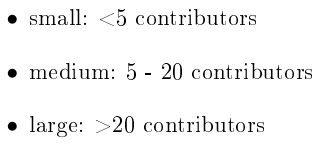 • small: <5 contributors
• medium: 5 - 20 contributors
• large: >20 contributors